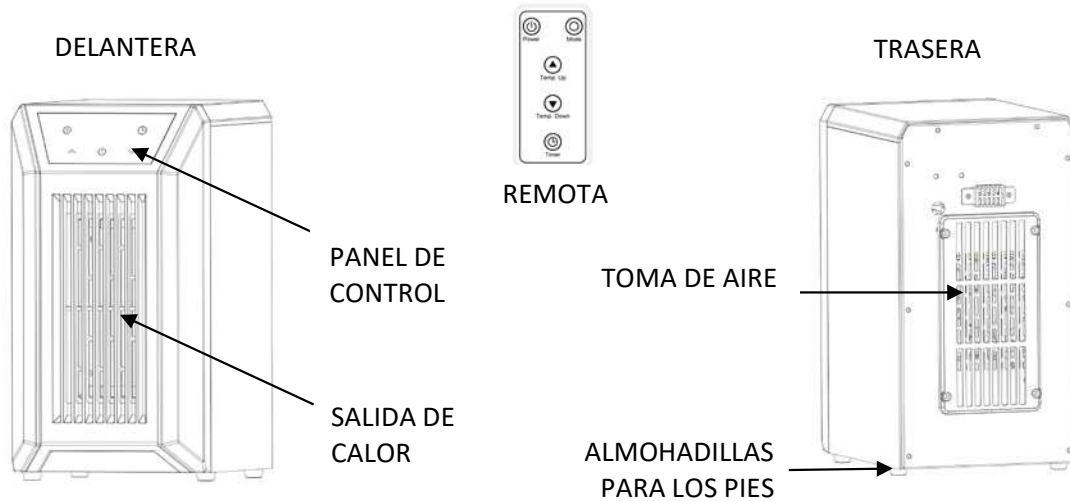 DELANTERA
Power
Mode
Temp. Up
Temp. Down
Timer
REMOTA
TRASERA
PANEL DE
CONTROL
TOMA DE AIRE
SALIDA DE
CALOR
ALMOHADILLAS
PARA LOS PIES